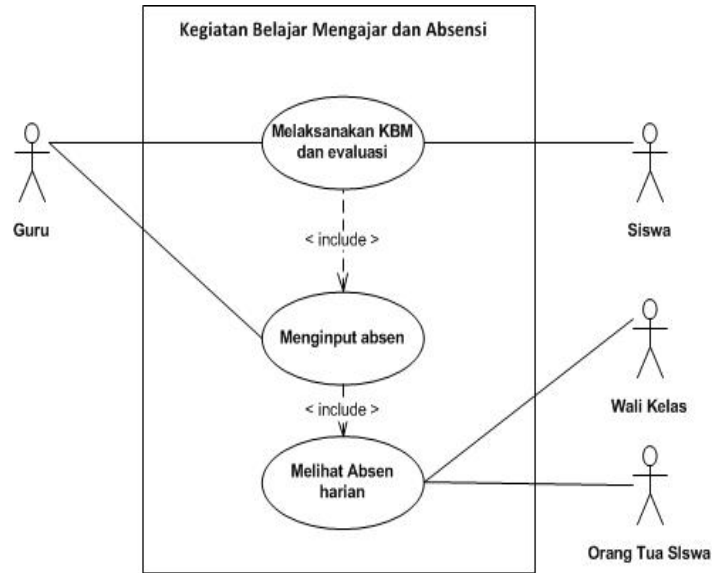 Kegiatan Belajar Mengajar dan Absensi
Melaksanakan KBM
dan evaluasi
Guru
Siswa
< include >
Menginput absen
Wali Kelas
< include >
Melihat Absen
harian
Orang Tua SIswa